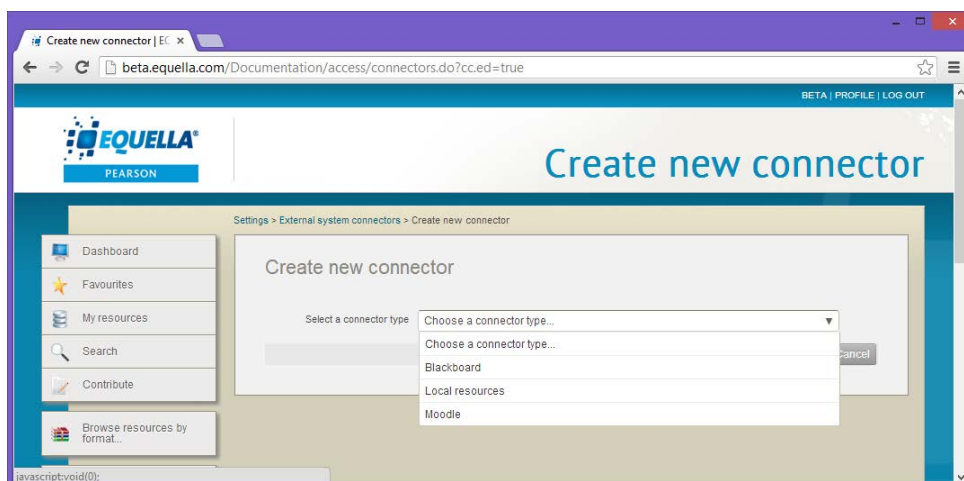 Create new connector | EC
beta.equella.com/Documentation/access/connectors.do?cc.ed=true
BETA | PROFILE | LOG OUT
EQUELLA®
PEARSON
Create new connector
Settings > External system connectors > Create new connector
Dashboard
Favourites
My resources
Search
Contribute
Browse resources by
format...
Create new connector
Select a connector type
Choose a connector type...
Choose a connector type...
Blackboard
Local resources
Moodle
Cancel
javascript:void(0);